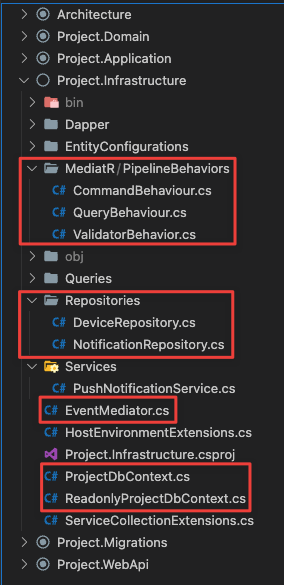 Architecture
Project.Domain
Project.Application
Project.Infrastructure
bin
Dapper
EntityConfigurations
MediatR/PipelineBehaviors
C# CommandBehaviour.cs
C# QueryBehaviour.cs
C# ValidatorBehavior.cs
obj
Queries
Repositories
C# DeviceRepository.cs
C# NotificationRepository.cs
Services
C# PushNotificationService.cs
C# EventMediator.cs
C# HostEnvironmentExtensions.cs
Project.Infrastructure.csproj
C# ProjectDbContext.cs
C# ReadonlyProjectDbContext.cs
C# ServiceCollectionExtensions.cs
Project.Migrations
Project.WebApi